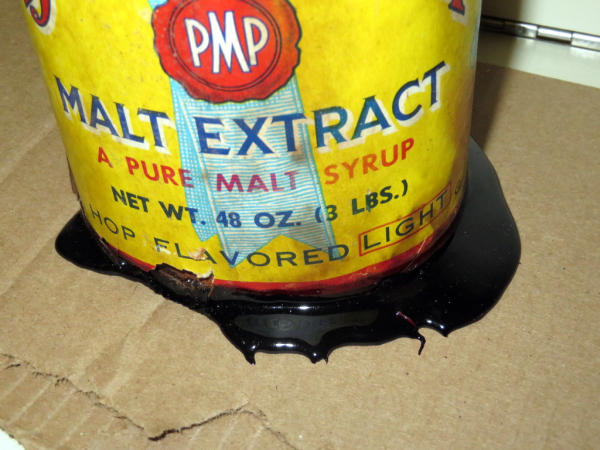 PMP
MALT EXTRACT
A PURE MALT SYRUP
NET WT. 48 OZ. (3 LBS.)
HOP FLAVORED LIGHT